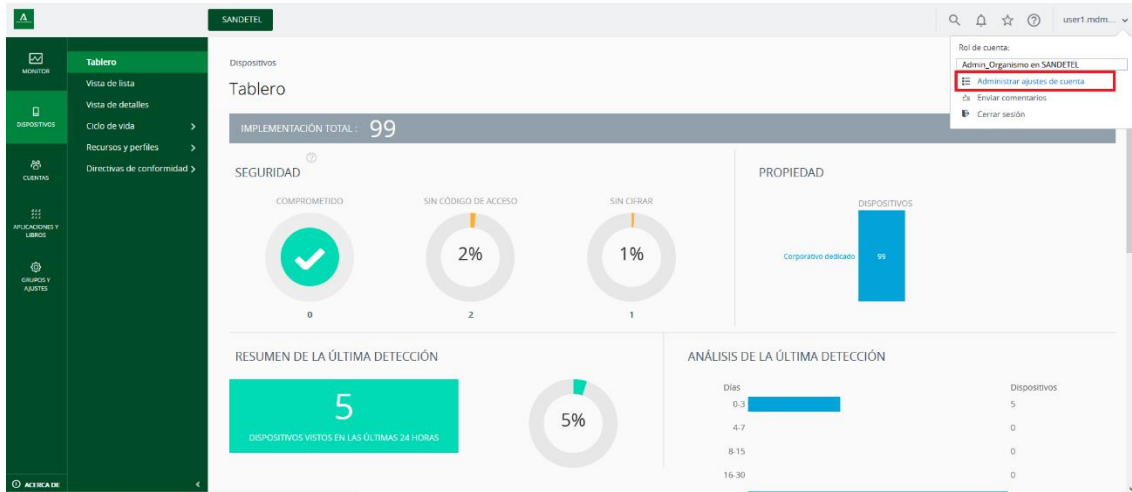 SANDETEL
user1.mdm...
Rol de cuenta:
Admin_Organismo en SANDETEL
Administrar ajustes de cuenta
Enviar comentarios
Cerrar sesión
MONITOR
DISPOSITIVOS
CUENTAS
APLICACIONES Y
LIBROS
GRUPOS Y
AJUSTES
ACERCA DE
Tablero
Vista de lista
Vista de detalles
Ciclo de vida
Recursos y perfiles
Directivas de conformidad
Dispositivos
Tablero
IMPLEMENTACIÓN TOTAL : 99
SEGURIDAD
COMPROMETIDO
SIN CÓDIGO DE ACCESO
SIN CIFRAR
2%
1%
0
2
1
PROPIEDAD
DISPOSITIVOS
Corporativo dedicado
99
RESUMEN DE LA ÚLTIMA DETECCIÓN
5
DISPOSITIVOS VISTOS EN LAS ÚLTIMAS 24 HORAS
5%
ANÁLISIS DE LA ÚLTIMA DETECCIÓN
Días Dispositivos
0-3 5
4-7 0
8-15 0
16-30 0